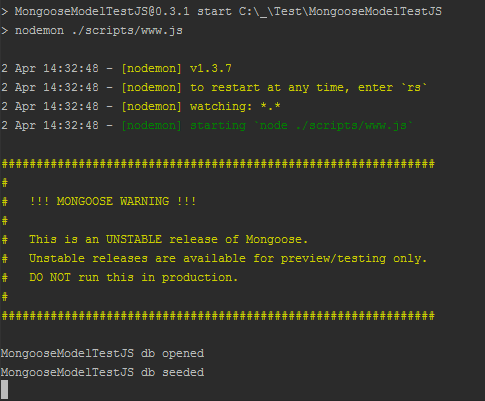 > MongooseModelTestJS@0.3.1 start C:\_\Test\MongooseModelTestJS
> nodemon ./scripts/www.js
2 Apr 14:32:48 - [nodemon] v1.3.7
2 Apr 14:32:48 - [nodemon] to restart at any time, enter `rs`
2 Apr 14:32:48 - [nodemon] watching: *.*
2 Apr 14:32:48 - [nodemon] starting `node ./scripts/www.js`
##############################################################
#
#   !!! MONGOOSE WARNING !!!
#
#   This is an UNSTABLE release of Mongoose.
#   Unstable releases are available for preview/testing only.
#   DO NOT run this in production.
#
##############################################################
MongooseModelTestJS db opened
MongooseModelTestJS db seeded